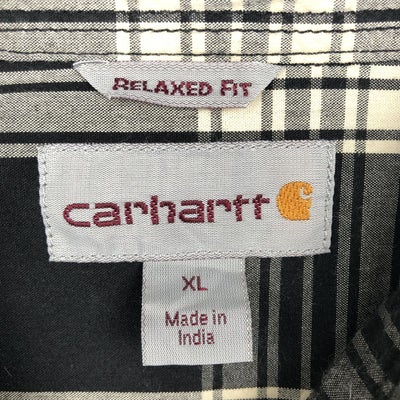 RELAXED FIT
carhartt
XL
Made in
India